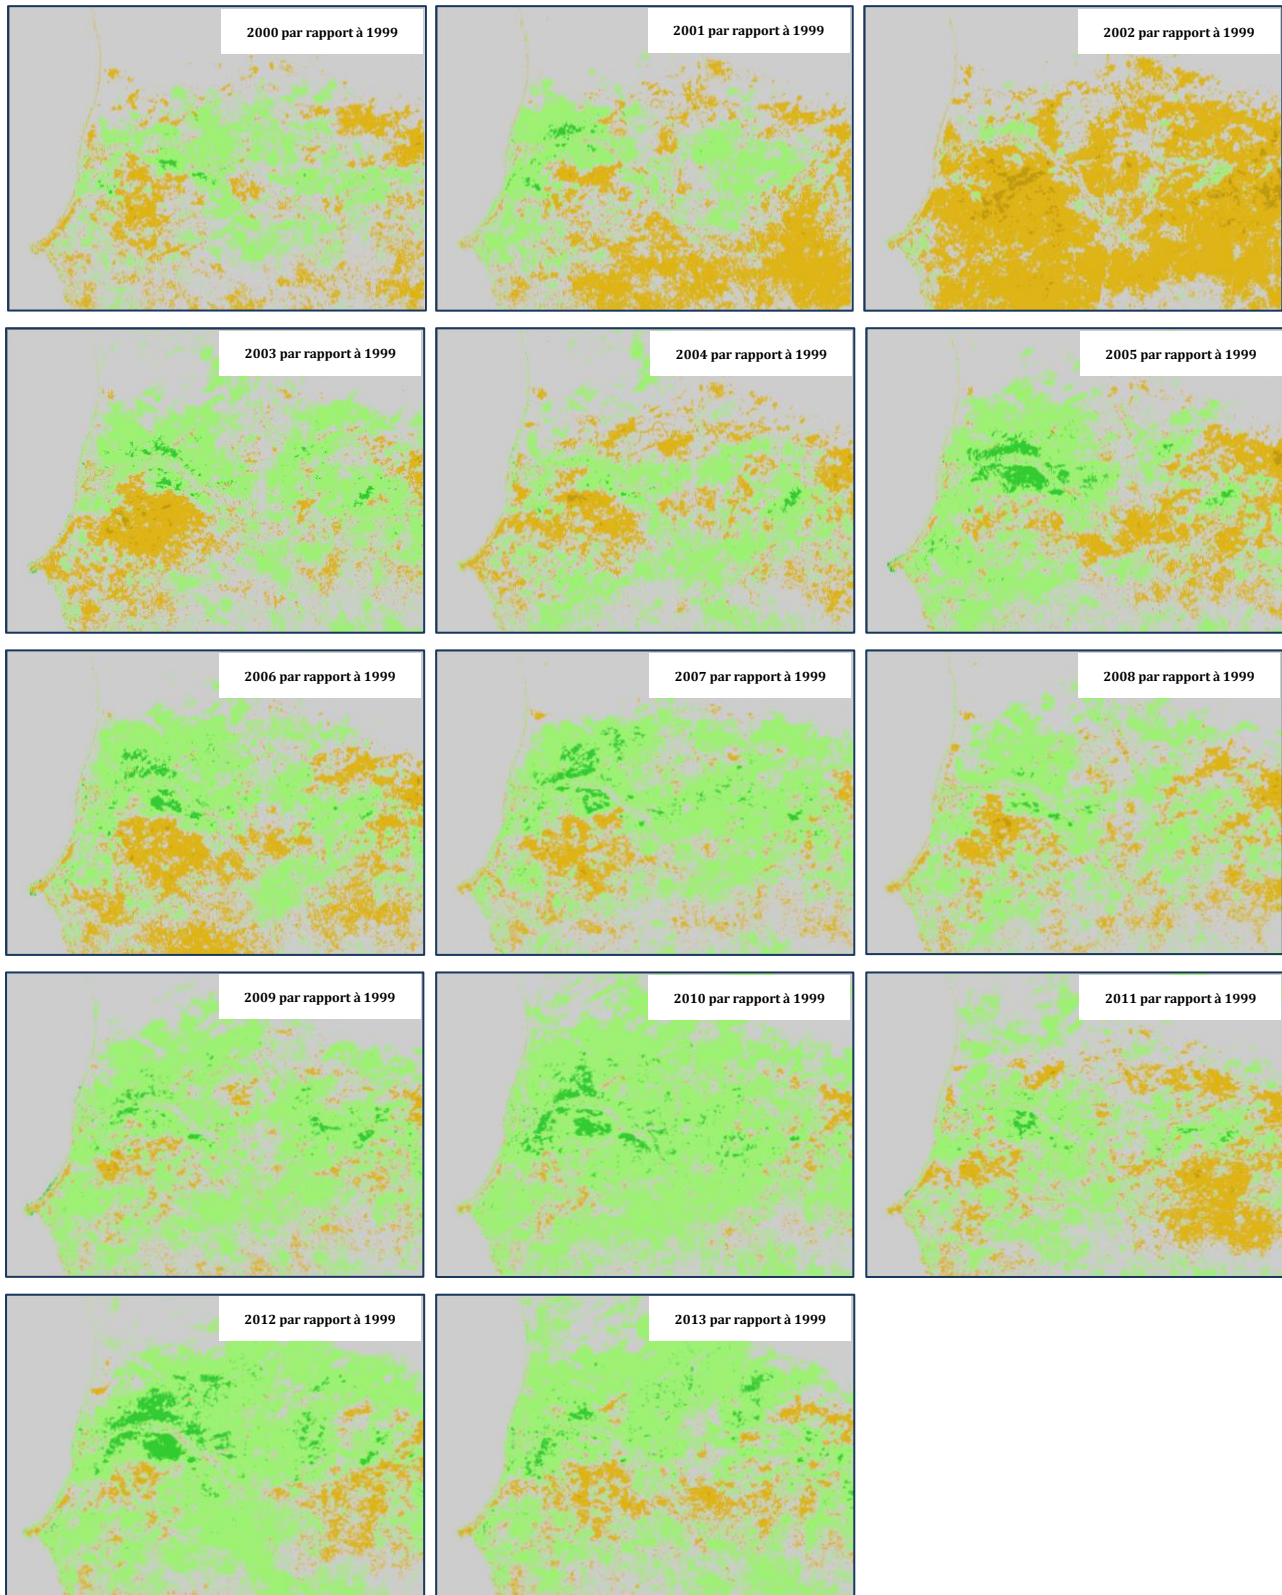 2000 par rapport à 1999
2001 par rapport à 1999
2002 par rapport à 1999
2003 par rapport à 1999
2004 par rapport à 1999
2005 par rapport à 1999
2006 par rapport à 1999
2007 par rapport à 1999
2008 par rapport à 1999
2009 par rapport à 1999
2010 par rapport à 1999
2011 par rapport à 1999
2012 par rapport à 1999
2013 par rapport à 1999